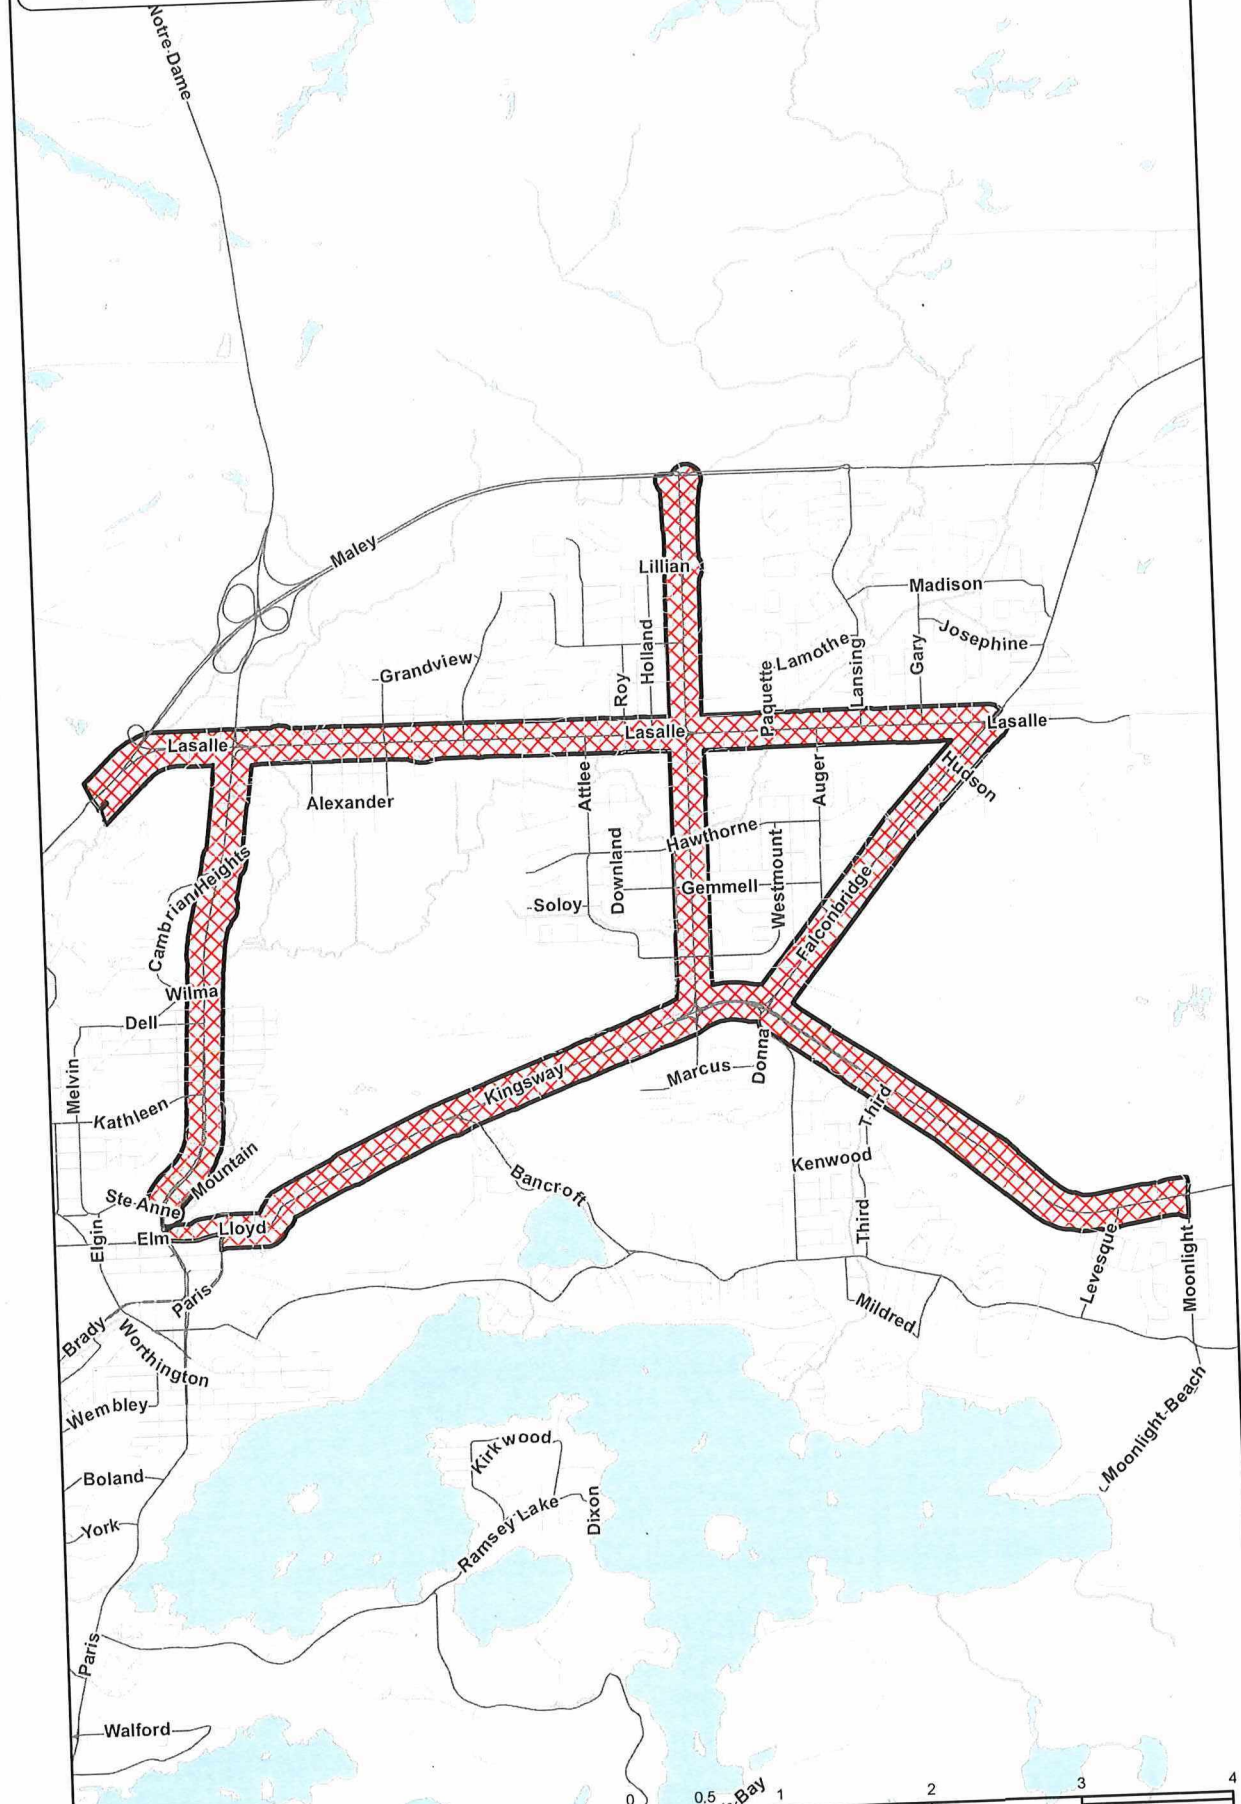 Notre-Dame
Maley
Lillian
Madison
Josephine
Grandview
Holland
Roy
Lamothe
Lansing
Gary
Paquette
Lasalle
Lasalle
Lasalle
Hudson
Alexander
Attlee
Auger
Hawthorne
Downland
Westmount
Gemmell
Soloy
Cambrian Heights
Falconbridge
Wilma
Dell
Melvin
Kathleen
Marcus
Donna
Kingsway
Third
Mountain
Kenwood
Bancroft
Ste-Anne
Lloyd
Elm
Elgin
Third
Levesque
Moonlight
Paris
Mildred
Brady
Worthington
Wembley
Moonlight-Beach
Kirkwood
Boland
York
Ramsey Lake
Dixon
Paris
Walford
Bay
0 0.5 1 2 3 4